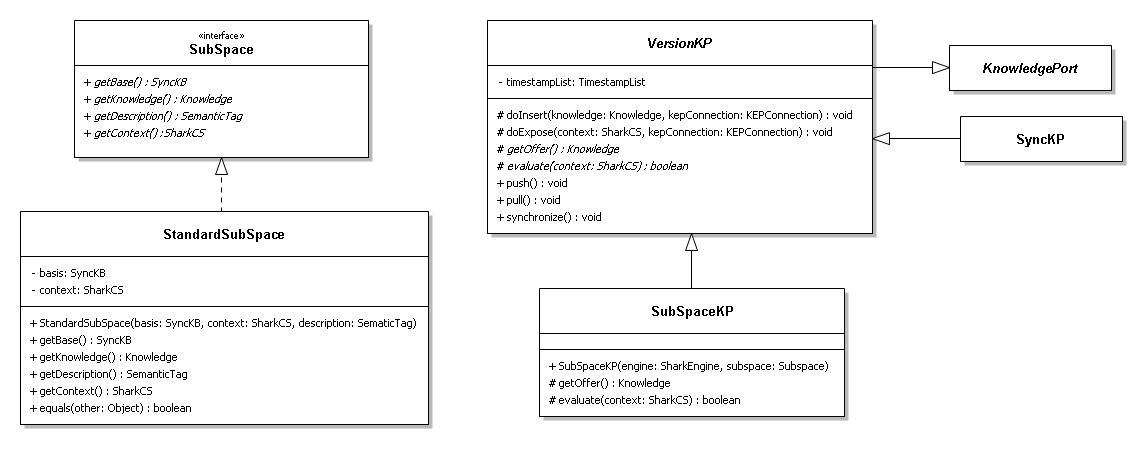 «interface»
SubSpace
+ getBase() : SyncKB
+ getKnowledge() : Knowledge
+ getDescription() : SemanticTag
+ getContext() :SharkCS
StandardSubSpace
- basis: SyncKB
- context: SharkCS
+ StandardSubSpace(basis: SyncKB, context: SharkCS, description: SematicTag)
+ getBase() : SyncKB
+ getKnowledge() : Knowledge
+ getDescription() : SemanticTag
+ getContext() : SharkCS
+ equals(other: Object) : boolean
VersionKP
- timestampList: TimestampList
# doInsert(knowledge: Knowledge, kepConnection: KEPConnection) : void
# doExpose(context: SharkCS, kepConnection: KEPConnection) : void
# getOffer() : Knowledge
# evaluate(context: SharkCS) : boolean
+ push() : void
+ pull() : void
+ synchronize() : void
KnowledgePort
SyncKP
SubSpaceKP
+ SubSpaceKP(engine: SharkEngine, subspace: Subspace)
# getOffer() : Knowledge
# evaluate(context: SharkCS) : boolean